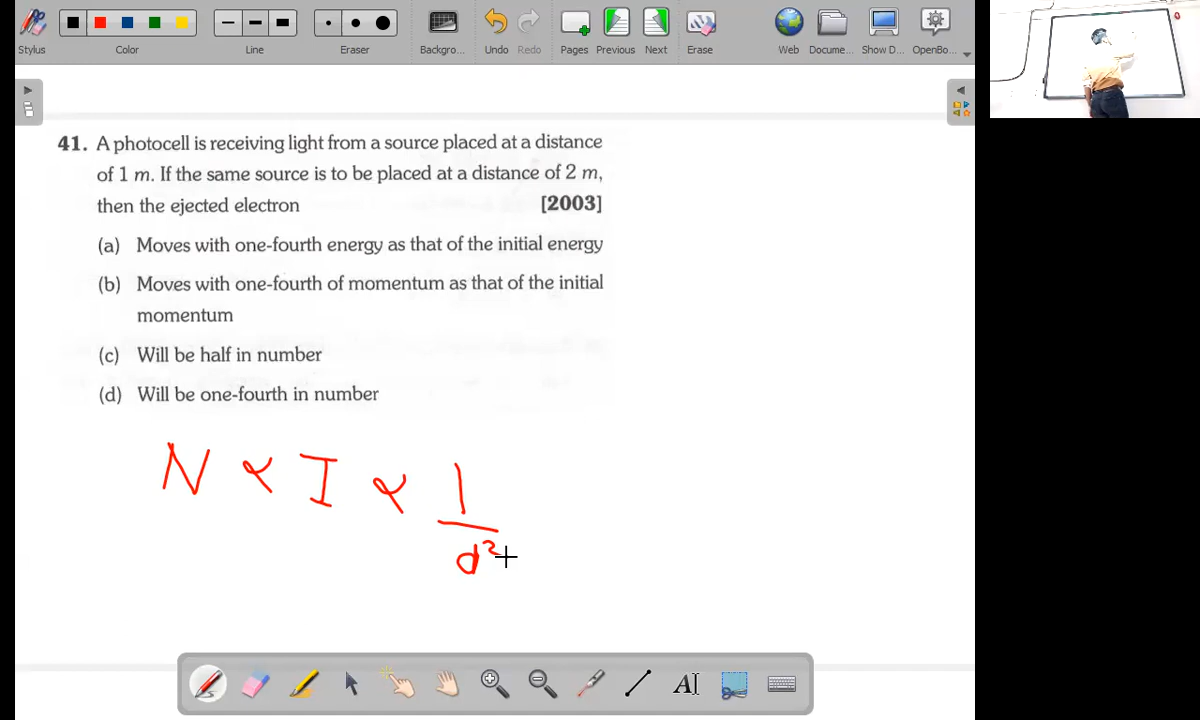 Stylus Color Line Eraser Backgro... Undo Redo Pages Previous Next Erase Web Docume... Show D... OpenBo...
41. A photocell is receiving light from a source placed at a distance
of 1 m. If the same source is to be placed at a distance of 2 m,
then the ejected electron [2003]
(a) Moves with one-fourth energy as that of the initial energy
(b) Moves with one-fourth of momentum as that of the initial
momentum
(c) Will be half in number
(d) Will be one-fourth in number
N ∝ I ∝ 1
d²
AI